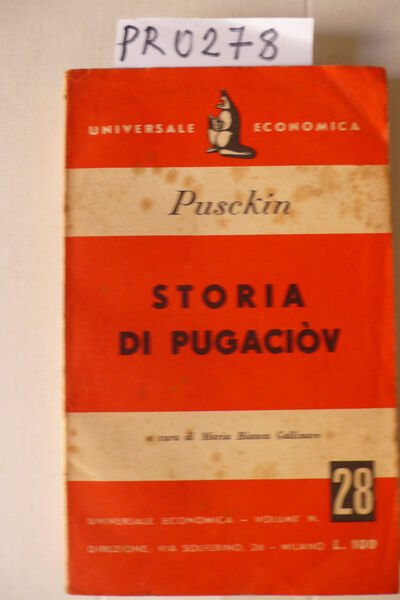 PR0278
UNIVERSALE ECONOMICA
Pusckin
STORIA
DI PUGACIÒV
a cura di Maria Bianca Gallinaro
28
UNIVERSALE ECONOMICA - VOLUME N.
DIREZIONE: VIA SOLFERINO, 26 - MILANO L. 100